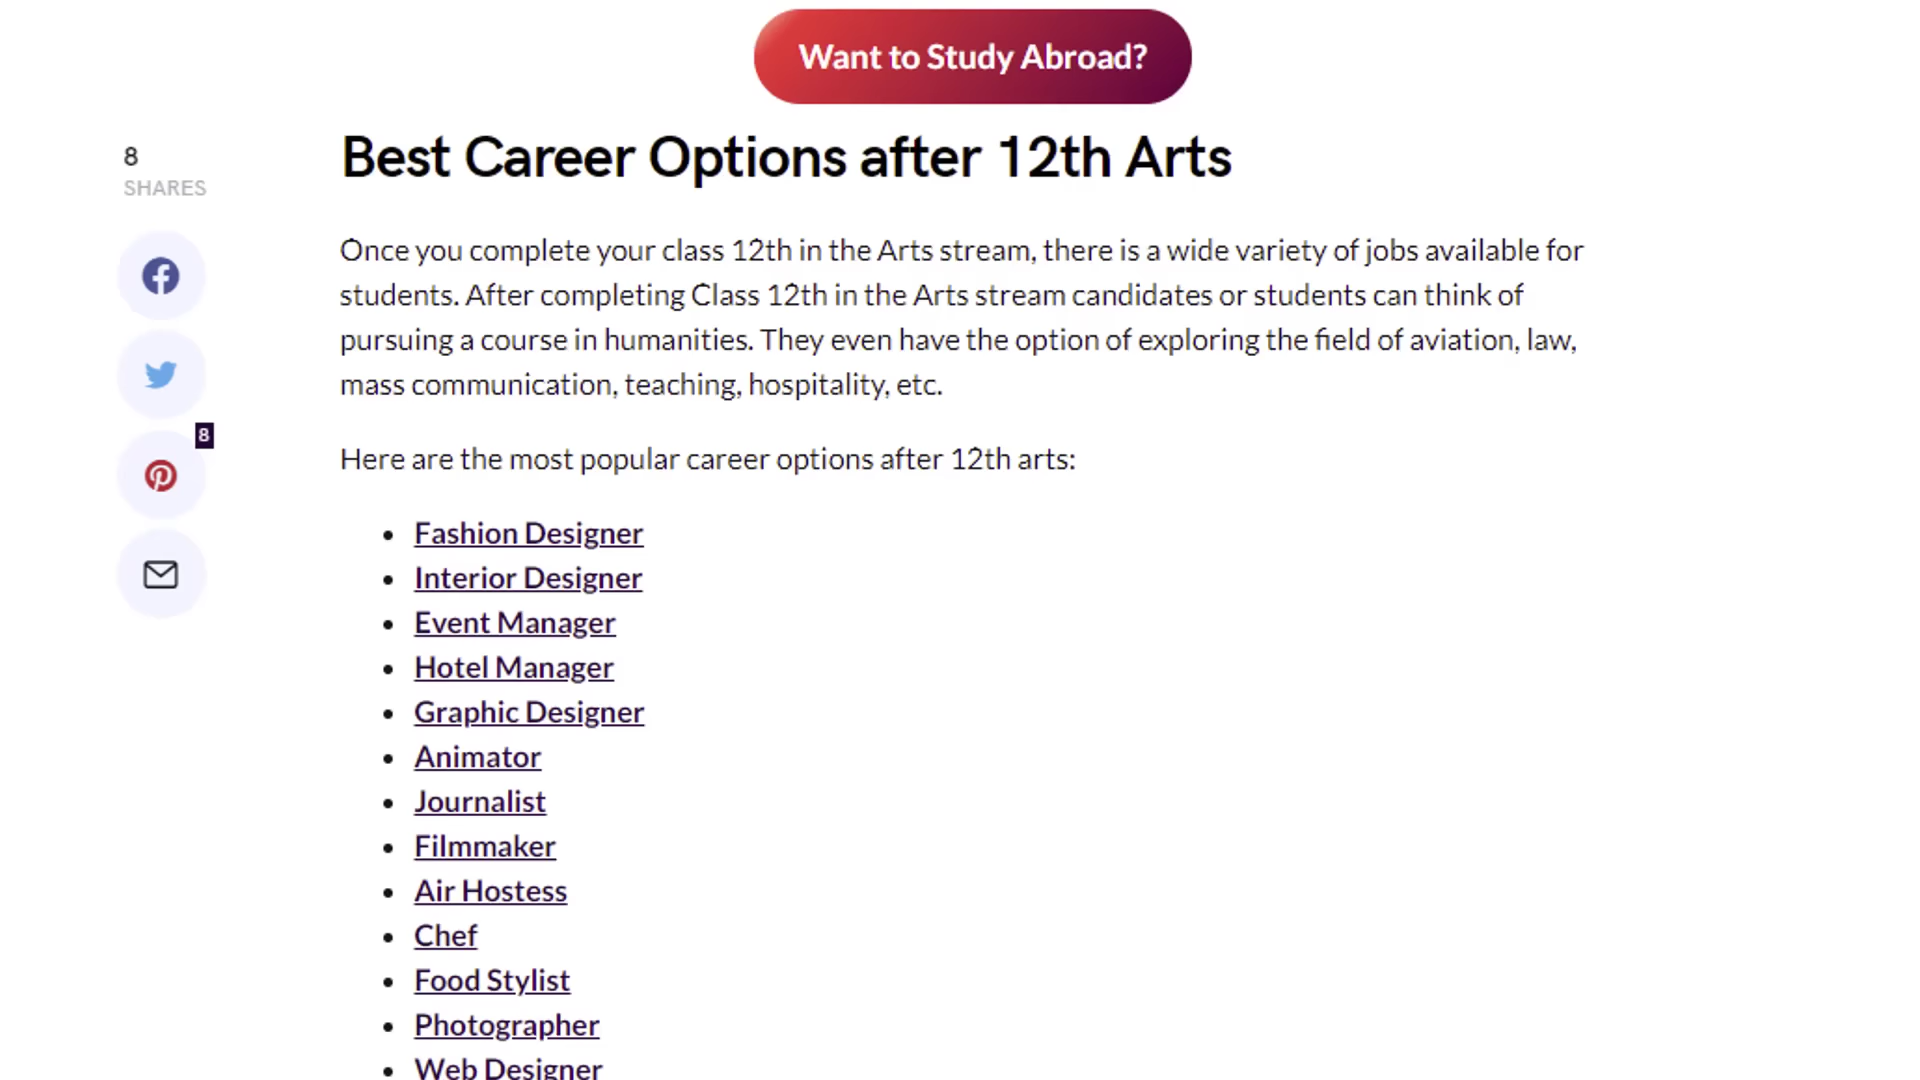 Want to Study Abroad?
8
SHARES
8
Best Career Options after 12th Arts
Once you complete your class 12th in the Arts stream, there is a wide variety of jobs available for
students. After completing Class 12th in the Arts stream candidates or students can think of
pursuing a course in humanities. They even have the option of exploring the field of aviation, law,
mass communication, teaching, hospitality, etc.
Here are the most popular career options after 12th arts:
Fashion Designer
Interior Designer
Event Manager
Hotel Manager
Graphic Designer
Animator
Journalist
Filmmaker
Air Hostess
Chef
Food Stylist
Photographer
Web Designer